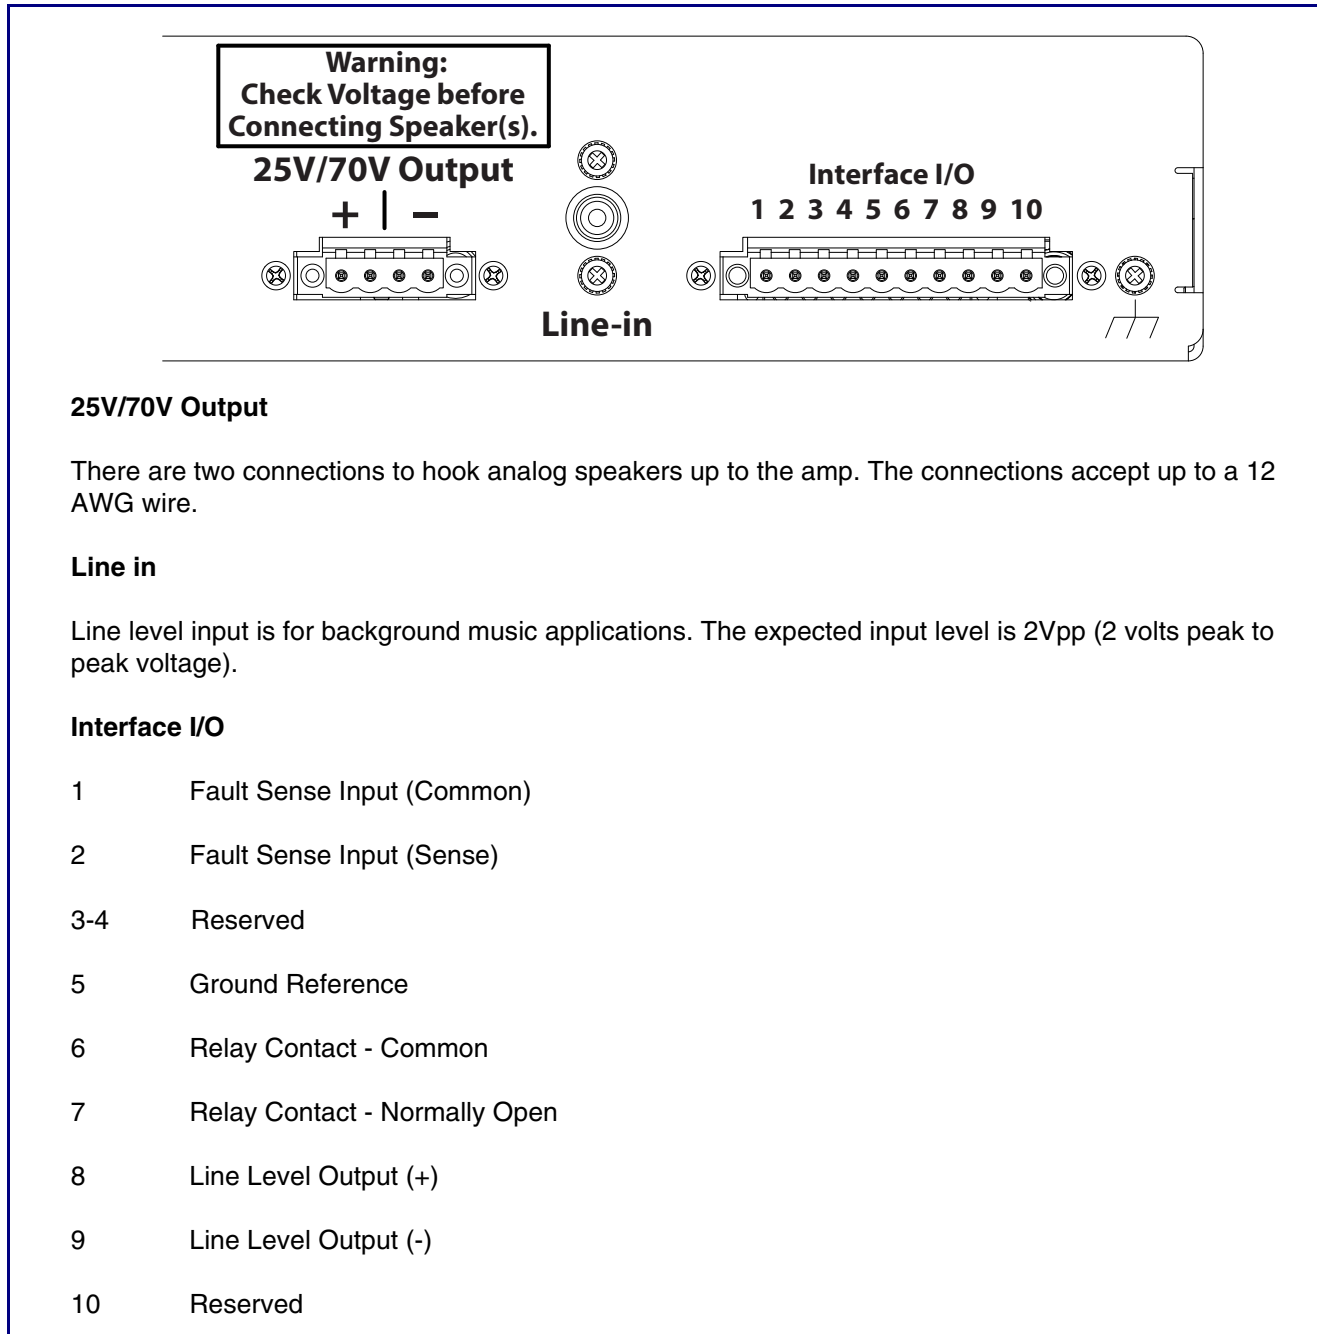 Warning:
Check Voltage before
Connecting Speaker(s).
25V/70V Output
+ | −
Line-in
Interface I/O
1 2 3 4 5 6 7 8 9 10
25V/70V Output
There are two connections to hook analog speakers up to the amp. The connections accept up to a 12
AWG wire.
Line in
Line level input is for background music applications. The expected input level is 2Vpp (2 volts peak to
peak voltage).
Interface I/O
1 Fault Sense Input (Common)
2 Fault Sense Input (Sense)
3-4 Reserved
5 Ground Reference
6 Relay Contact - Common
7 Relay Contact - Normally Open
8 Line Level Output (+)
9 Line Level Output (-)
10 Reserved